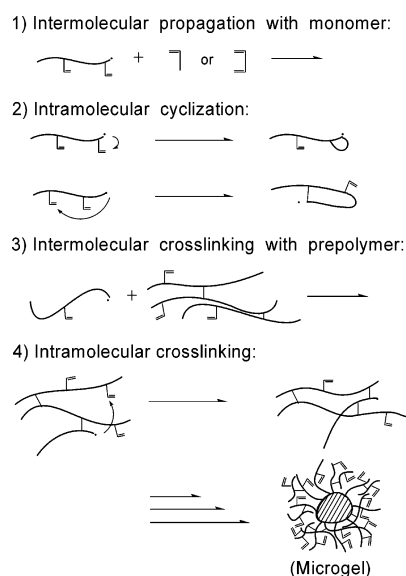 1) Intermolecular propagation with monomer:
+ or
2) Intramolecular cyclization:
3) Intermolecular crosslinking with prepolymer:
+
4) Intramolecular crosslinking:
(Microgel)